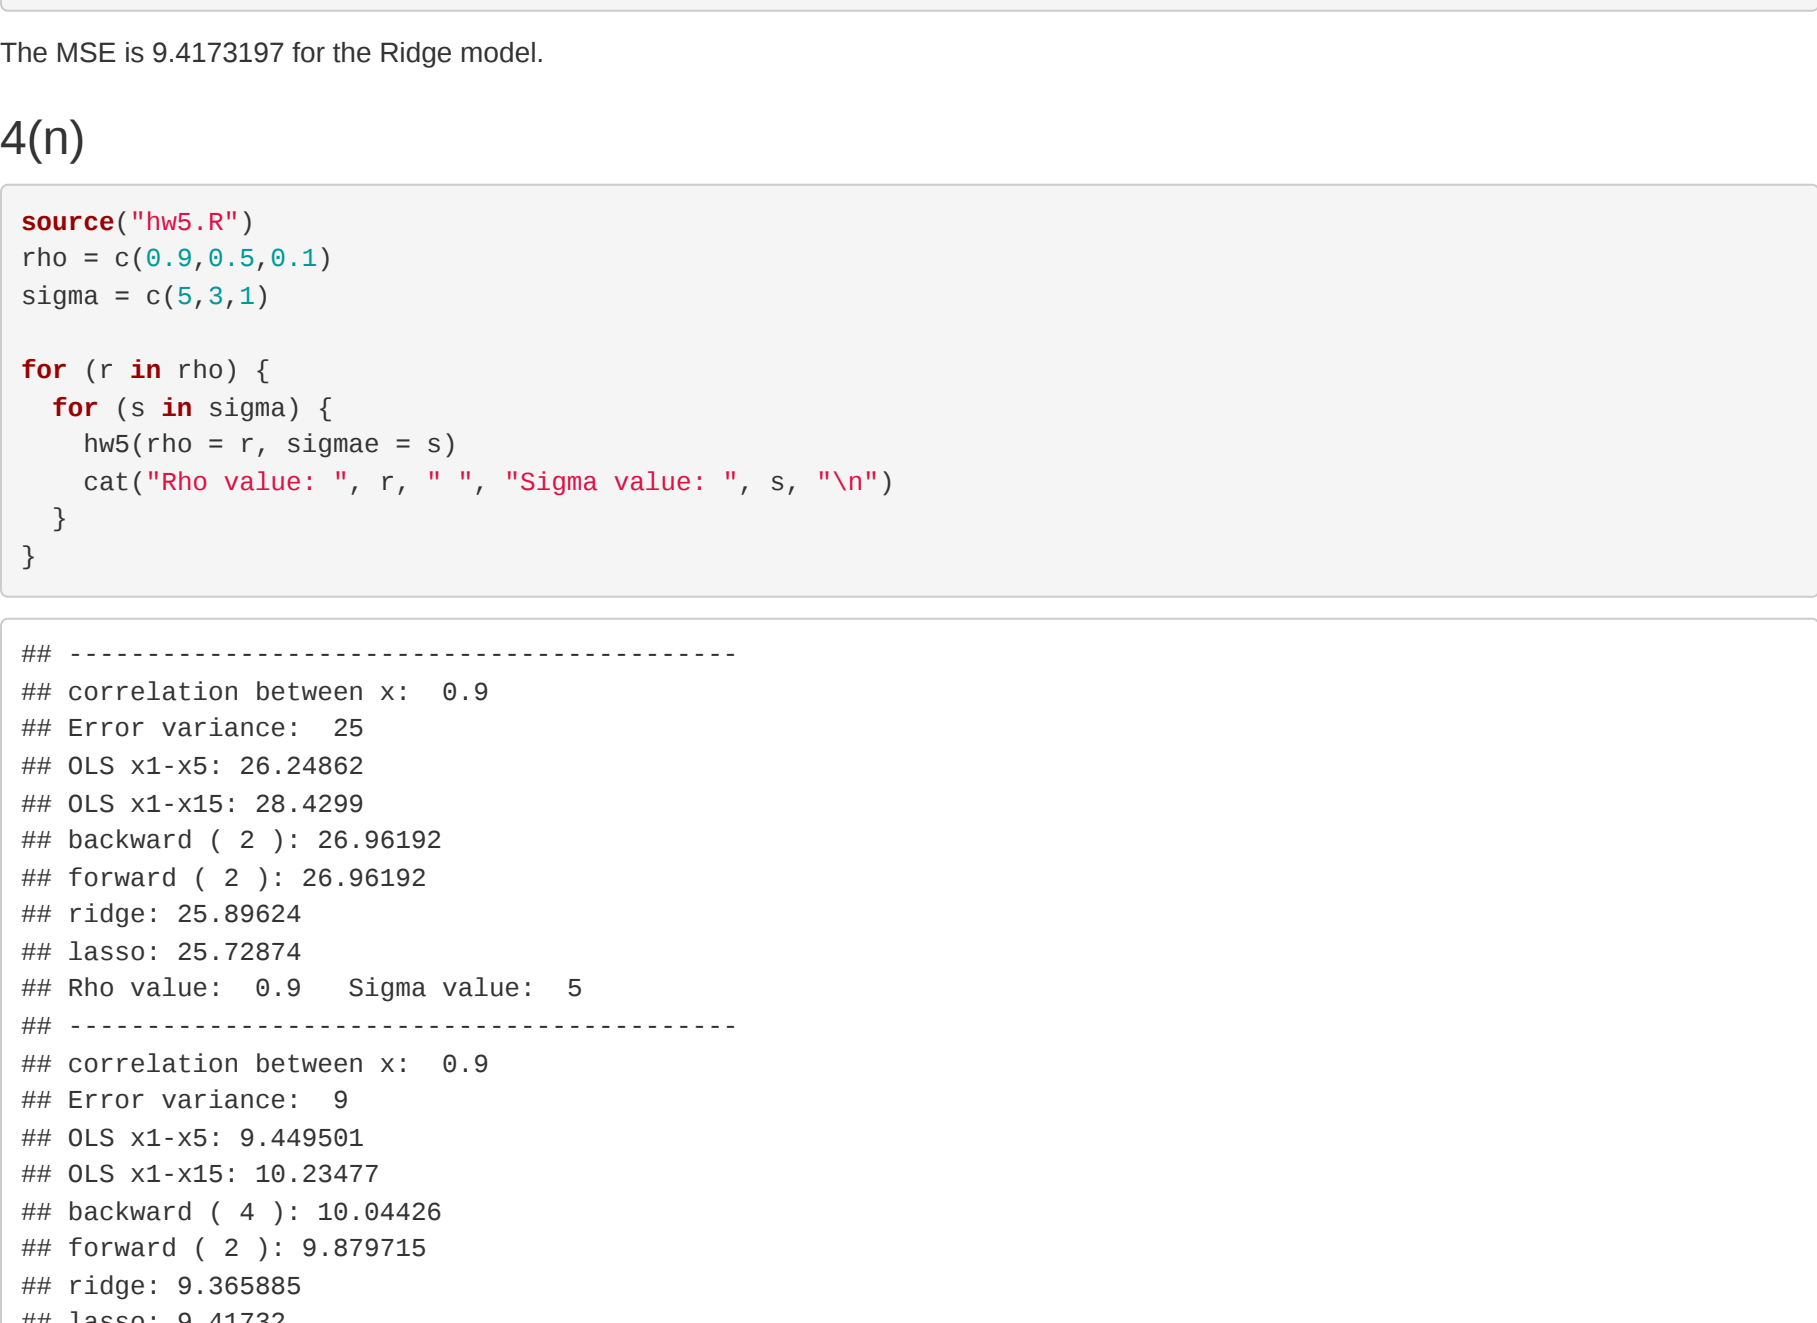 The MSE is 9.4173197 for the Ridge model.
4(n)
source("hw5.R")
rho = c(0.9,0.5,0.1)
sigma = c(5,3,1)
for (r in rho) {
  for (s in sigma) {
    hw5(rho = r, sigmae = s)
    cat("Rho value: ", r, " ", "Sigma value: ", s, "\n")
  }
}
## -------------------------------------------
## correlation between x:  0.9
## Error variance:  25
## OLS x1-x5: 26.24862
## OLS x1-x15: 28.4299
## backward ( 2 ): 26.96192
## forward ( 2 ): 26.96192
## ridge: 25.89624
## lasso: 25.72874
## Rho value:  0.9   Sigma value:  5
## -------------------------------------------
## correlation between x:  0.9
## Error variance:  9
## OLS x1-x5: 9.449501
## OLS x1-x15: 10.23477
## backward ( 4 ): 10.04426
## forward ( 2 ): 9.879715
## ridge: 9.365885
## lasso: 9.41732